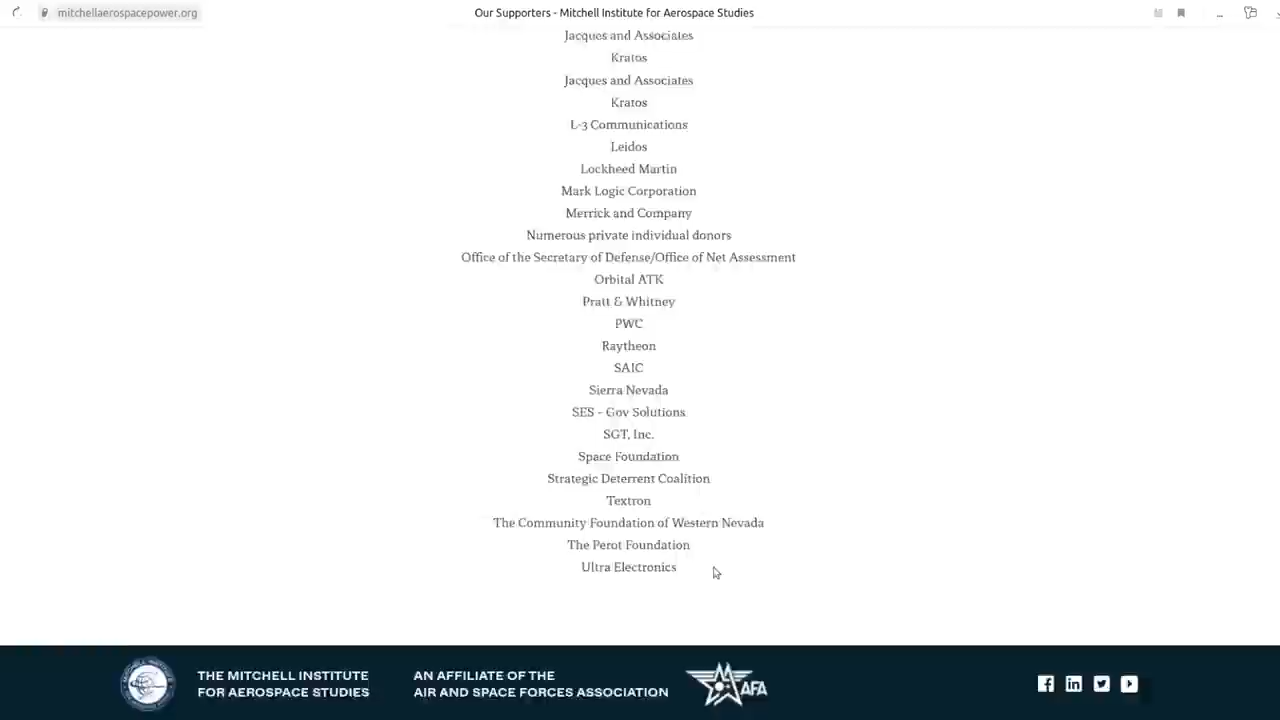 mitchellaerospacepower.org
Our Supporters - Mitchell Institute for Aerospace Studies
Jacques and Associates
Kratos
Jacques and Associates
Kratos
L-3 Communications
Leidos
Lockheed Martin
Mark Logic Corporation
Merrick and Company
Numerous private individual donors
Office of the Secretary of Defense/Office of Net Assessment
Orbital ATK
Pratt & Whitney
PWC
Raytheon
SAIC
Sierra Nevada
SES - Gov Solutions
SGT, Inc.
Space Foundation
Strategic Deterrent Coalition
Textron
The Community Foundation of Western Nevada
The Perot Foundation
Ultra Electronics
THE MITCHELL INSTITUTE
FOR AEROSPACE STUDIES
AN AFFILIATE OF THE
AIR AND SPACE FORCES ASSOCIATION
AFA